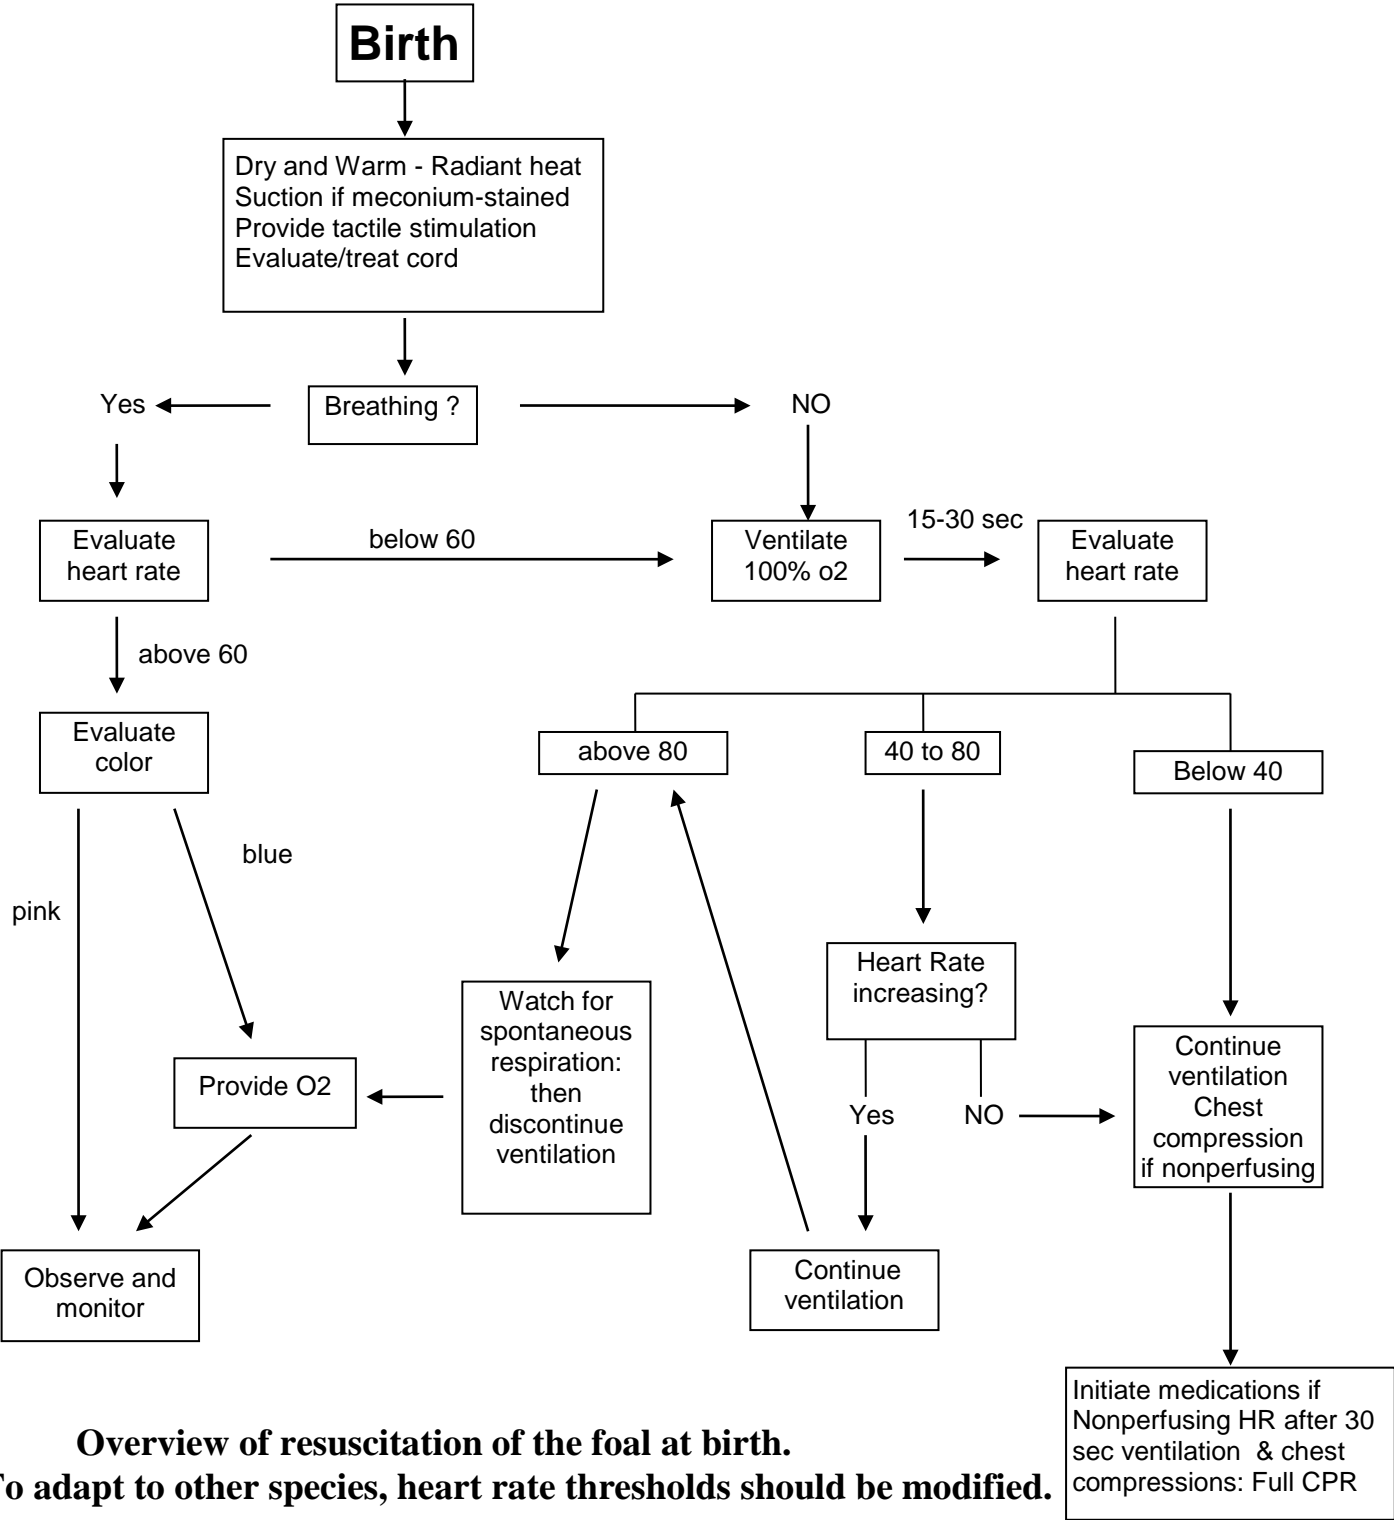 Birth
Dry and Warm - Radiant heat
Suction if meconium-stained
Provide tactile stimulation
Evaluate/treat cord
Yes
Breathing ?
NO
Evaluate
heart rate
below 60
Ventilate
100% o2
15-30 sec
Evaluate
heart rate
above 60
Evaluate
color
above 80
40 to 80
Below 40
blue
pink
Heart Rate
increasing?
Watch for
spontaneous
respiration:
then
discontinue
ventilation
Provide O2
Yes
NO
Continue
ventilation
Chest
compression
if nonperfusing
Observe and
monitor
Continue
ventilation
Initiate medications if
Nonperfusing HR after 30
sec ventilation & chest
compressions: Full CPR
Overview of resuscitation of the foal at birth.
To adapt to other species, heart rate thresholds should be modified.